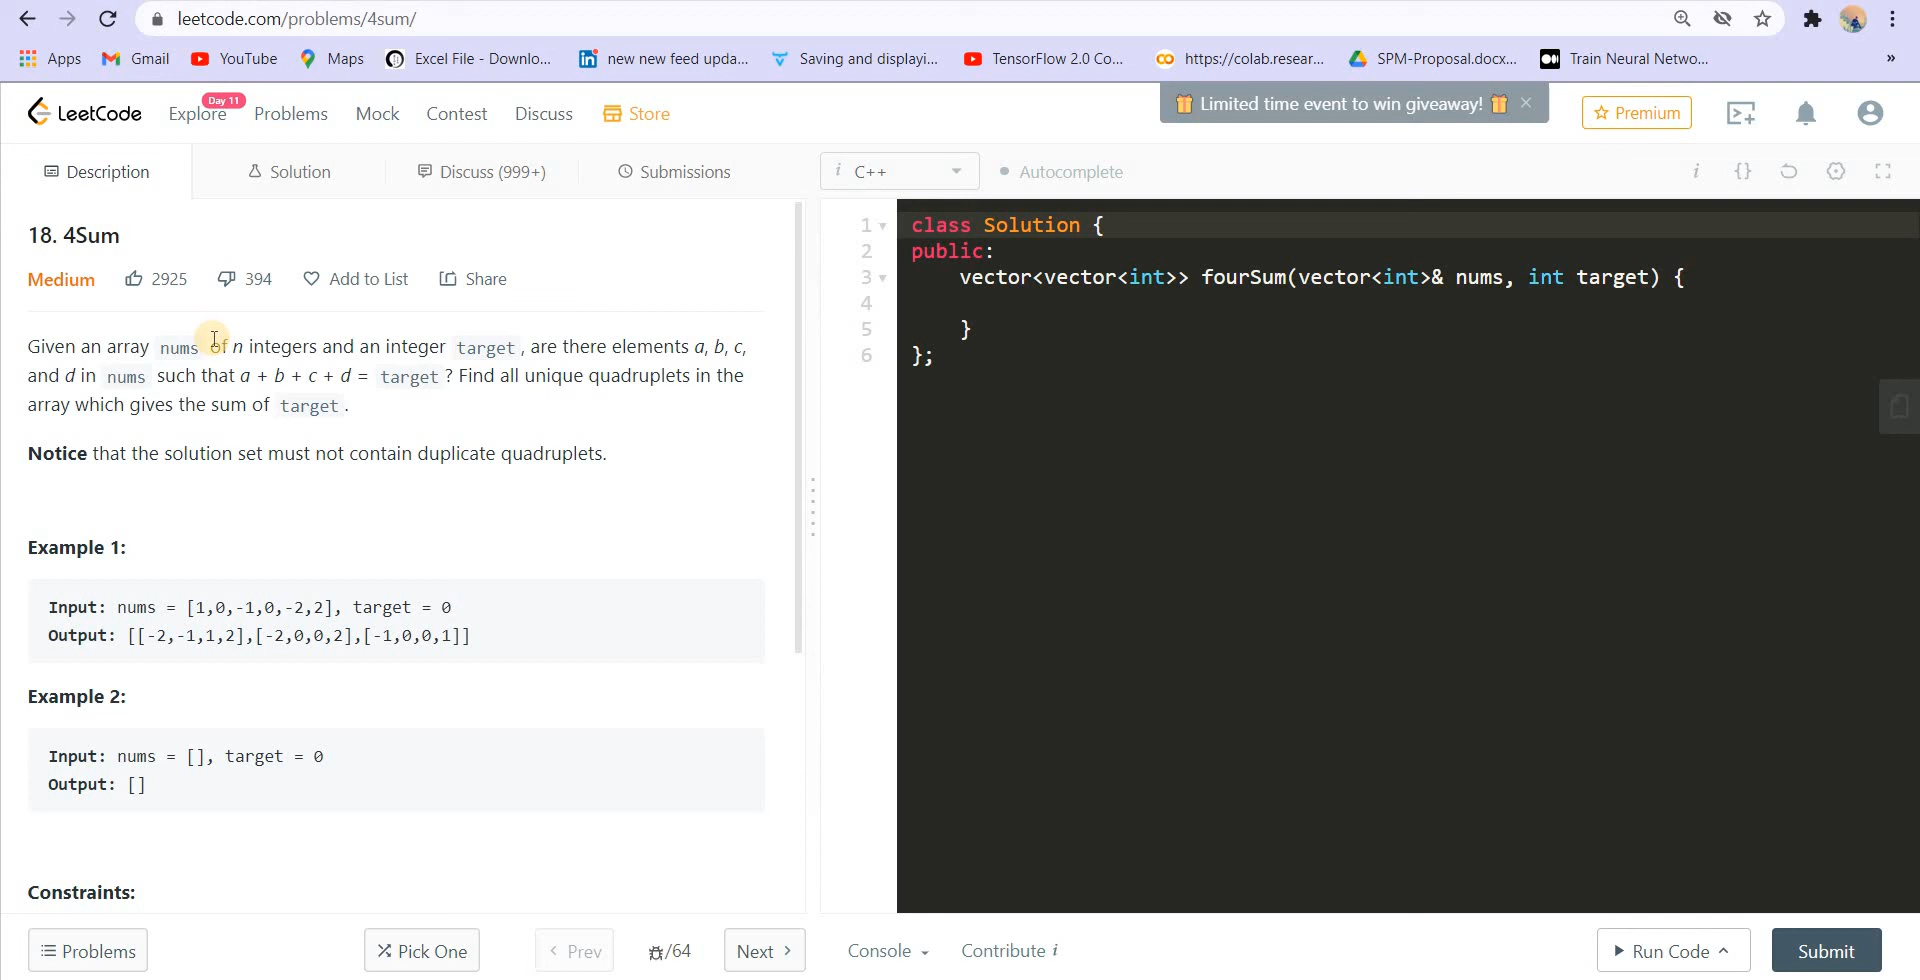 leetcode.com/problems/4sum/
Apps Gmail YouTube Maps Excel File - Downlo... new new feed upda... Saving and displayi... TensorFlow 2.0 Co... https://colab.resear... SPM-Proposal.docx... Train Neural Netwo... »
LeetCode Explore Day 11 Problems Mock Contest Discuss Store Limited time event to win giveaway! × Premium
Description Solution Discuss (999+) Submissions i C++ Autocomplete i {}
18. 4Sum
Medium 2925 394 Add to List Share
Given an array nums of n integers and an integer target, are there elements a, b, c,
and d in nums such that a + b + c + d = target? Find all unique quadruplets in the
array which gives the sum of target.
Notice that the solution set must not contain duplicate quadruplets.
Example 1:
Input: nums = [1,0,-1,0,-2,2], target = 0
Output: [[-2,-1,1,2],[-2,0,0,2],[-1,0,0,1]]
Example 2:
Input: nums = [], target = 0
Output: []
Constraints:
1 class Solution {
2 public:
3 vector<vector<int>> fourSum(vector<int>& nums, int target) {
4
5 }
6 };
Problems Pick One < Prev /64 Next > Console Contribute i Run Code Submit